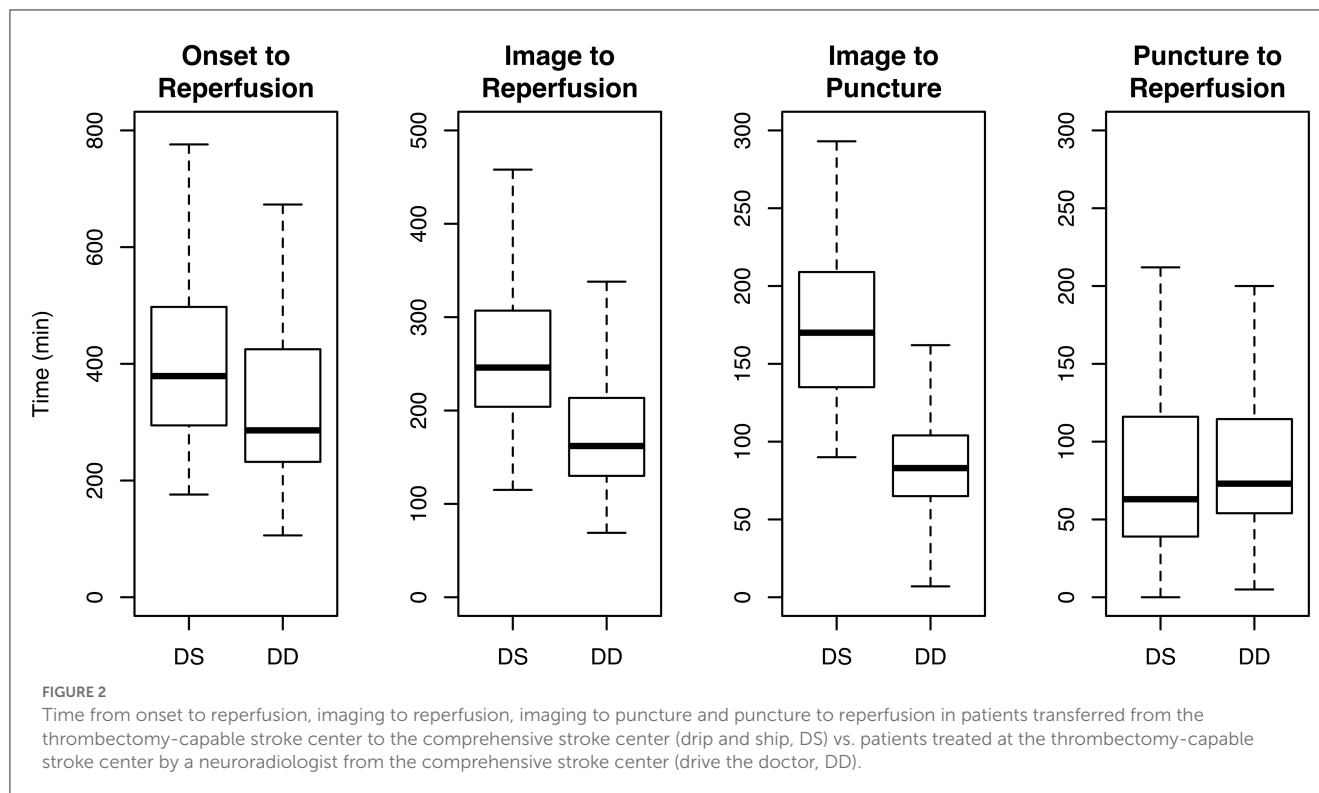 Onset to
Reperfusion
Image to
Reperfusion
Image to
Puncture
Puncture to
Reperfusion
Time (min)
800
600
400
200
0
DS
DD
500
400
300
200
100
0
DS
DD
300
250
200
150
100
50
0
DS
DD
300
250
200
150
100
50
0
DS
DD
FIGURE 2
Time from onset to reperfusion, imaging to reperfusion, imaging to puncture and puncture to reperfusion in patients transferred from the
thrombectomy-capable stroke center to the comprehensive stroke center (drip and ship, DS) vs. patients treated at the thrombectomy-capable
stroke center by a neuroradiologist from the comprehensive stroke center (drive the doctor, DD).